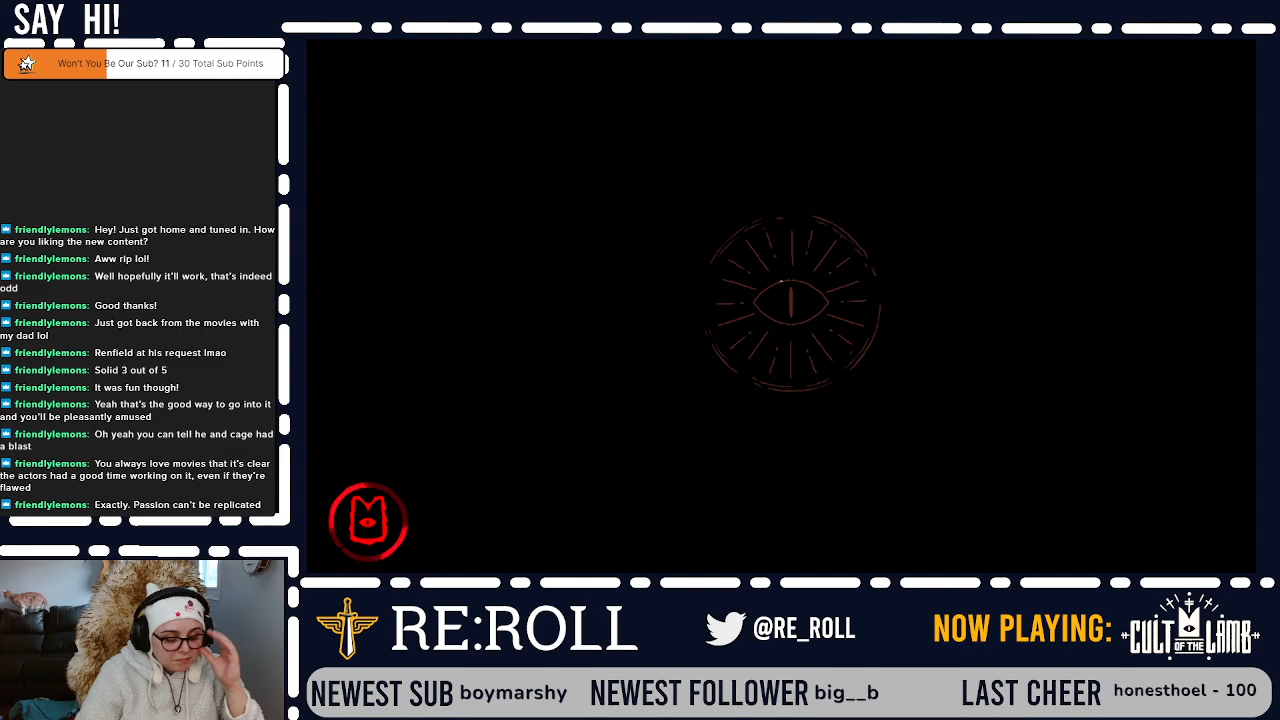 SAY HI!
Won't You Be Our Sub? 11 / 30 Total Sub Points
friendlylemons: Hey! Just got home and tuned in. How
are you liking the new content?
friendlylemons: Aww rip lol!
friendlylemons: Well hopefully it'll work, that's indeed
odd
friendlylemons: Good thanks!
friendlylemons: Just got back from the movies with
my dad lol
friendlylemons: Renfield at his request lmao
friendlylemons: Solid 3 out of 5
friendlylemons: It was fun though!
friendlylemons: Yeah that's the good way to go into it
and you'll be pleasantly amused
friendlylemons: Oh yeah you can tell he and cage had
a blast
friendlylemons: You always love movies that it's clear
the actors had a good time working on it, even if they're
flawed
friendlylemons: Exactly. Passion can't be replicated
RE:ROLL
@RE_ROLL
NOW PLAYING:
CULT OF THE LAMB
NEWEST SUB boymarshy
NEWEST FOLLOWER big__b
LAST CHEER honesthoel - 100